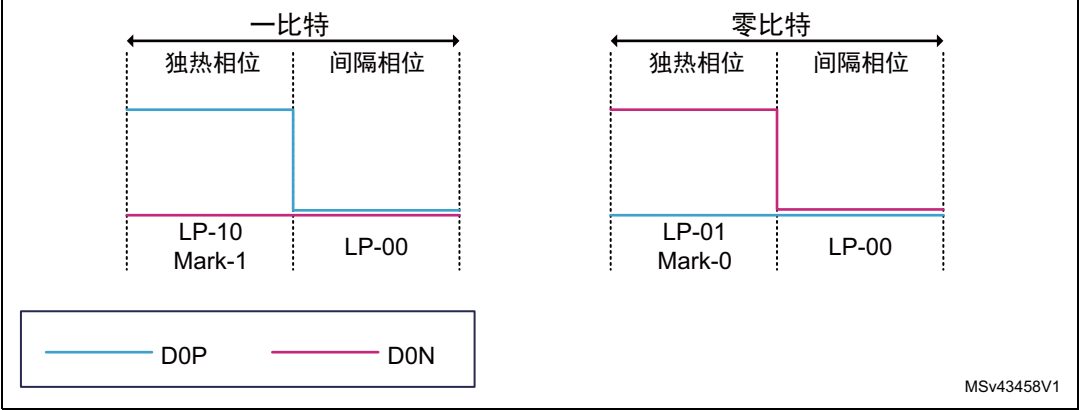 一比特
零比特
独热相位
间隔相位
独热相位
间隔相位
LP-10
Mark-1
LP-00
LP-01
Mark-0
LP-00
D0P
D0N
MSv43458V1